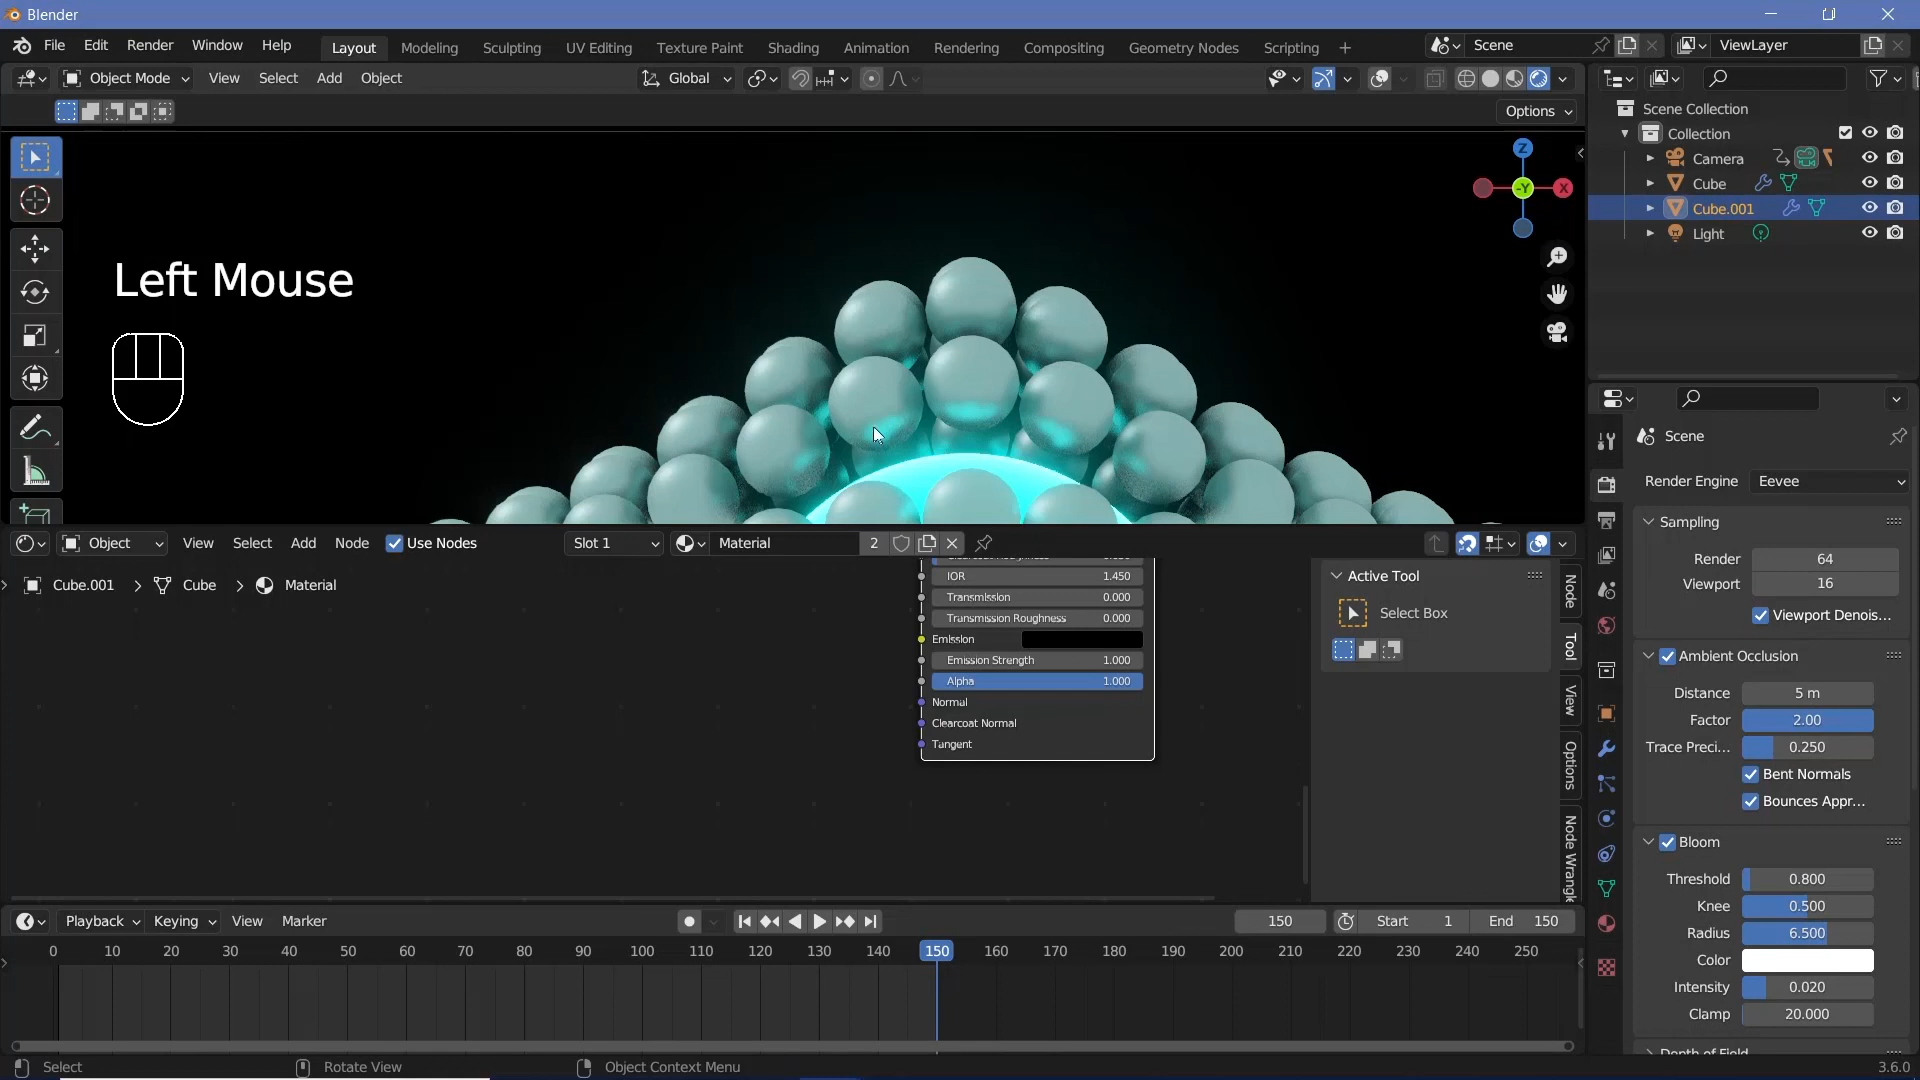 Blender
File Edit Render Window Help
Layout Modeling Sculpting UV Editing Texture Paint Shading Animation Rendering Compositing Geometry Nodes Scripting
Scene
ViewLayer
Object Mode View Select Add Object
Global
Options
Scene Collection
Collection
Camera
Cube
Cube.001
Light
Z
-Y
X
Left Mouse
Scene
Render Engine Eevee
Sampling
Render 64
Viewport 16
Viewport Denois...
Ambient Occlusion
Distance 5 m
Factor 2.00
Trace Preci... 0.250
Bent Normals
Bounces Appr...
Bloom
Threshold 0.800
Knee 0.500
Radius 6.500
Color
Intensity 0.020
Clamp 20.000
Object View Select Add Node Use Nodes Slot 1 Material 2
Cube.001 Cube Material
IOR 1.450
Transmission 0.000
Transmission Roughness 0.000
Emission
Emission Strength 1.000
Alpha 1.000
Normal
Clearcoat Normal
Tangent
Active Tool
Select Box
Node
Tool
View
Options
Node Wrangl
Playback Keying View Marker
150 Start 1 End 150
0 10 20 30 40 50 60 70 80 90 100 110 120 130 140 150 160 170 180 190 200 210 220 230 240 250
Select Rotate View Object Context Menu 3.6.0